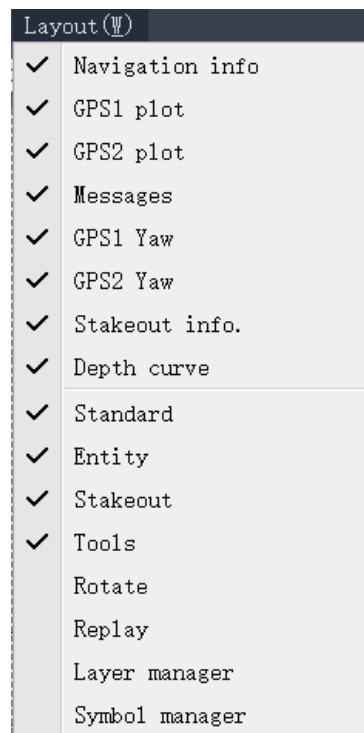 Layout(W)
Navigation info
GPS1 plot
GPS2 plot
Messages
GPS1 Yaw
GPS2 Yaw
Stakeout info.
Depth curve
Standard
Entity
Stakeout
Tools
Rotate
Replay
Layer manager
Symbol manager